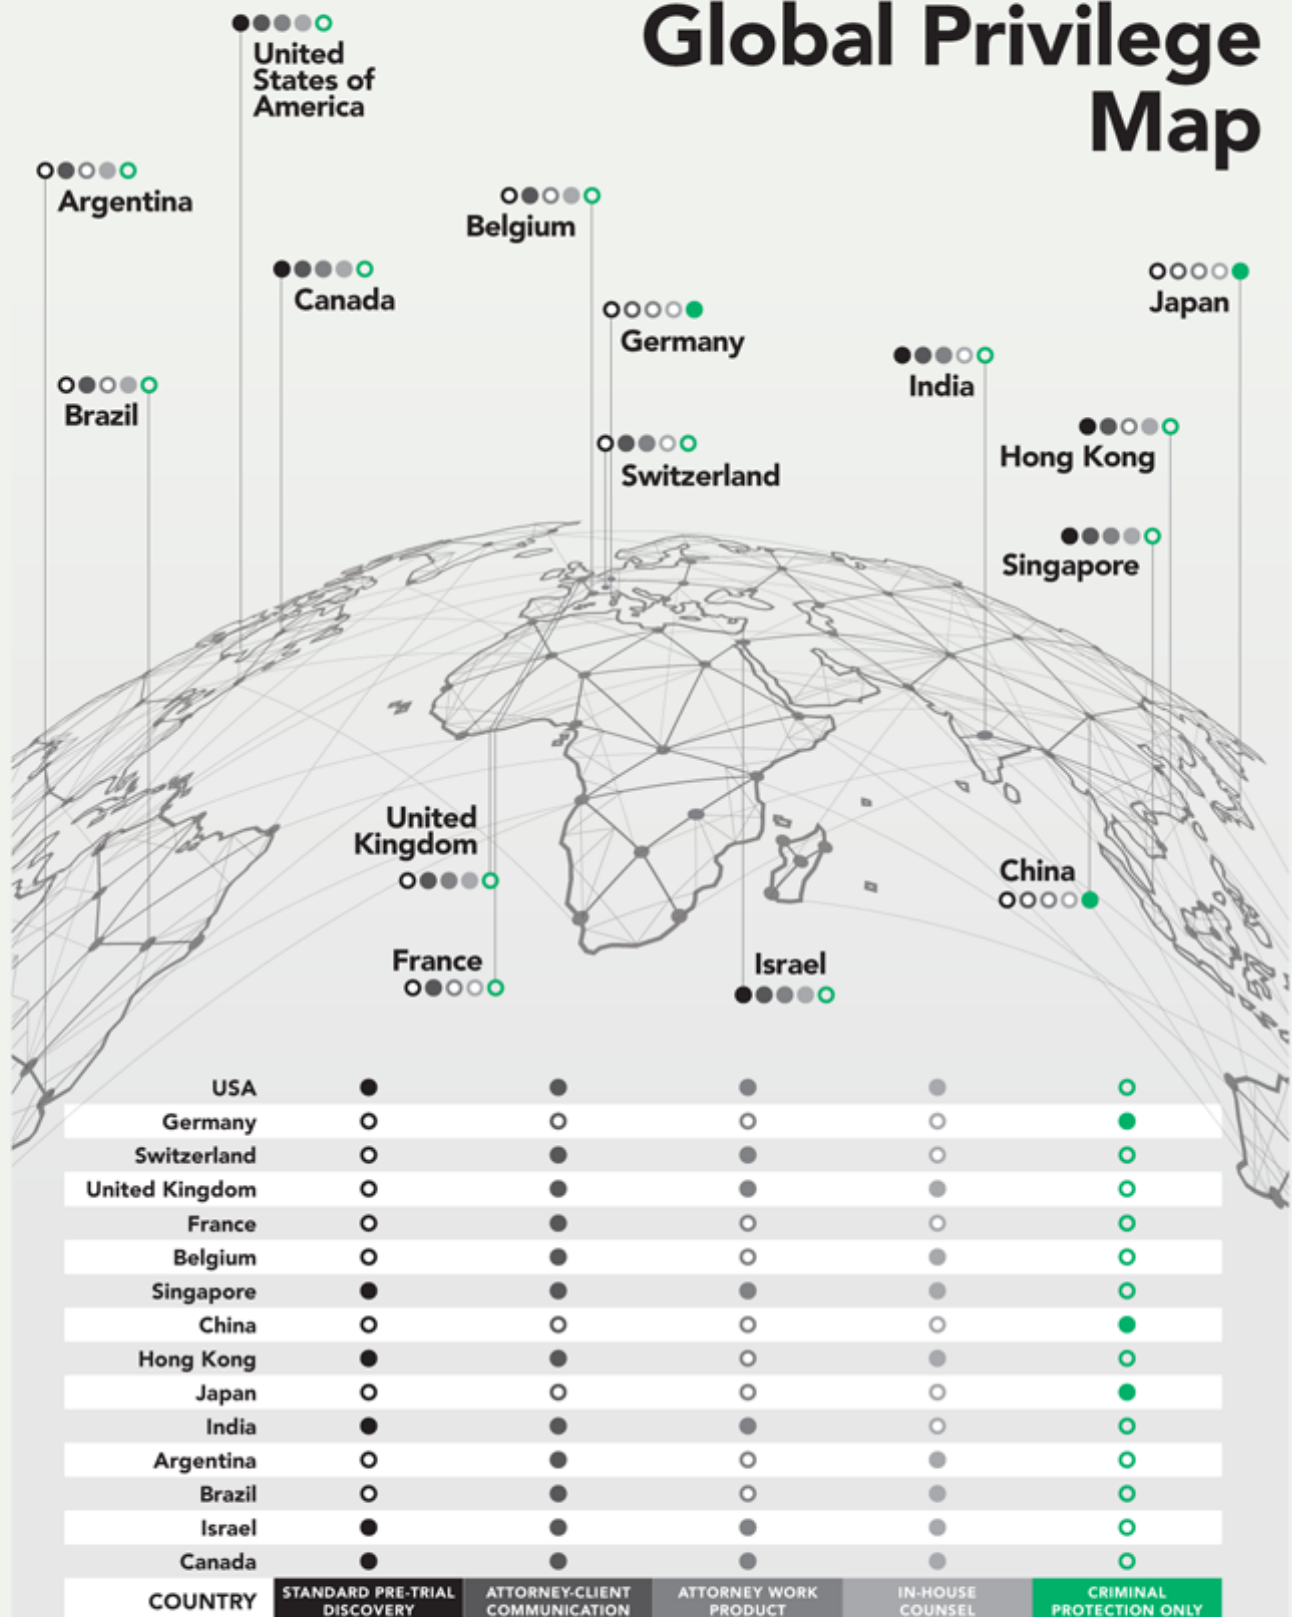 Global Privilege
Map
United
States of
America
Argentina
Belgium
Canada
Japan
Germany
India
Brazil
Hong Kong
Switzerland
Singapore
United
Kingdom
China
France
Israel
USA
Germany
Switzerland
United Kingdom
France
Belgium
Singapore
China
Hong Kong
Japan
India
Argentina
Brazil
Israel
Canada
COUNTRY
STANDARD PRE-TRIAL
DISCOVERY
ATTORNEY-CLIENT
COMMUNICATION
ATTORNEY WORK
PRODUCT
IN-HOUSE
COUNSEL
CRIMINAL
PROTECTION ONLY